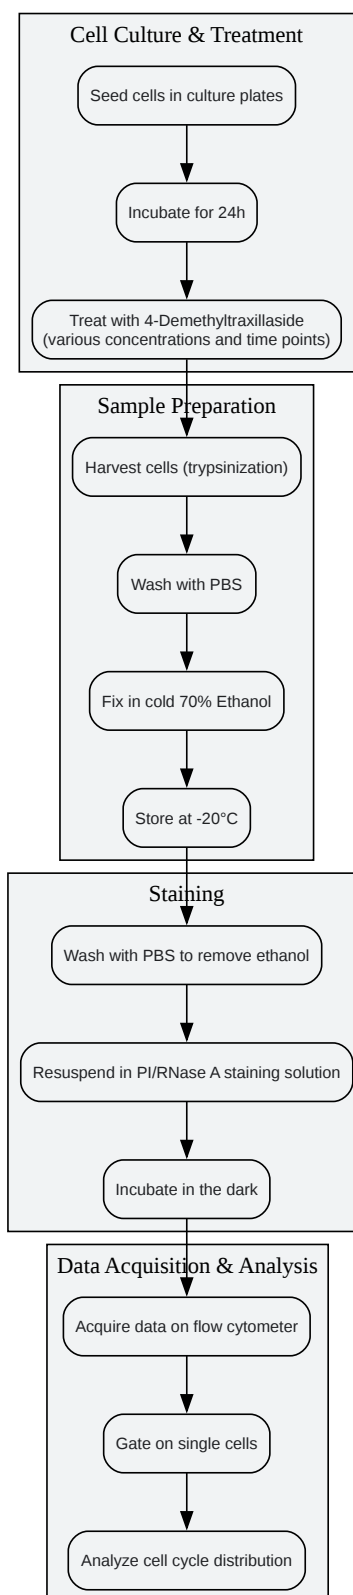 Cell Culture & Treatment
Seed cells in culture plates
Incubate for 24h
Treat with 4-Demethyltraxillaside
(various concentrations and time points)
Sample Preparation
Harvest cells (trypsinization)
Wash with PBS
Fix in cold 70% Ethanol
Store at -20°C
Staining
Wash with PBS to remove ethanol
Resuspend in PI/RNase A staining solution
Incubate in the dark
Data Acquisition & Analysis
Acquire data on flow cytometer
Gate on single cells
Analyze cell cycle distribution